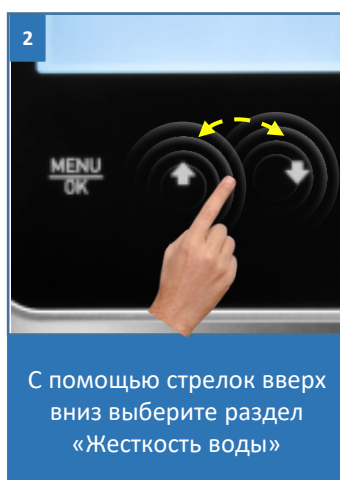 2
MENU
OK
С помощью стрелок вверх
вниз выберите раздел
«Жесткость воды»